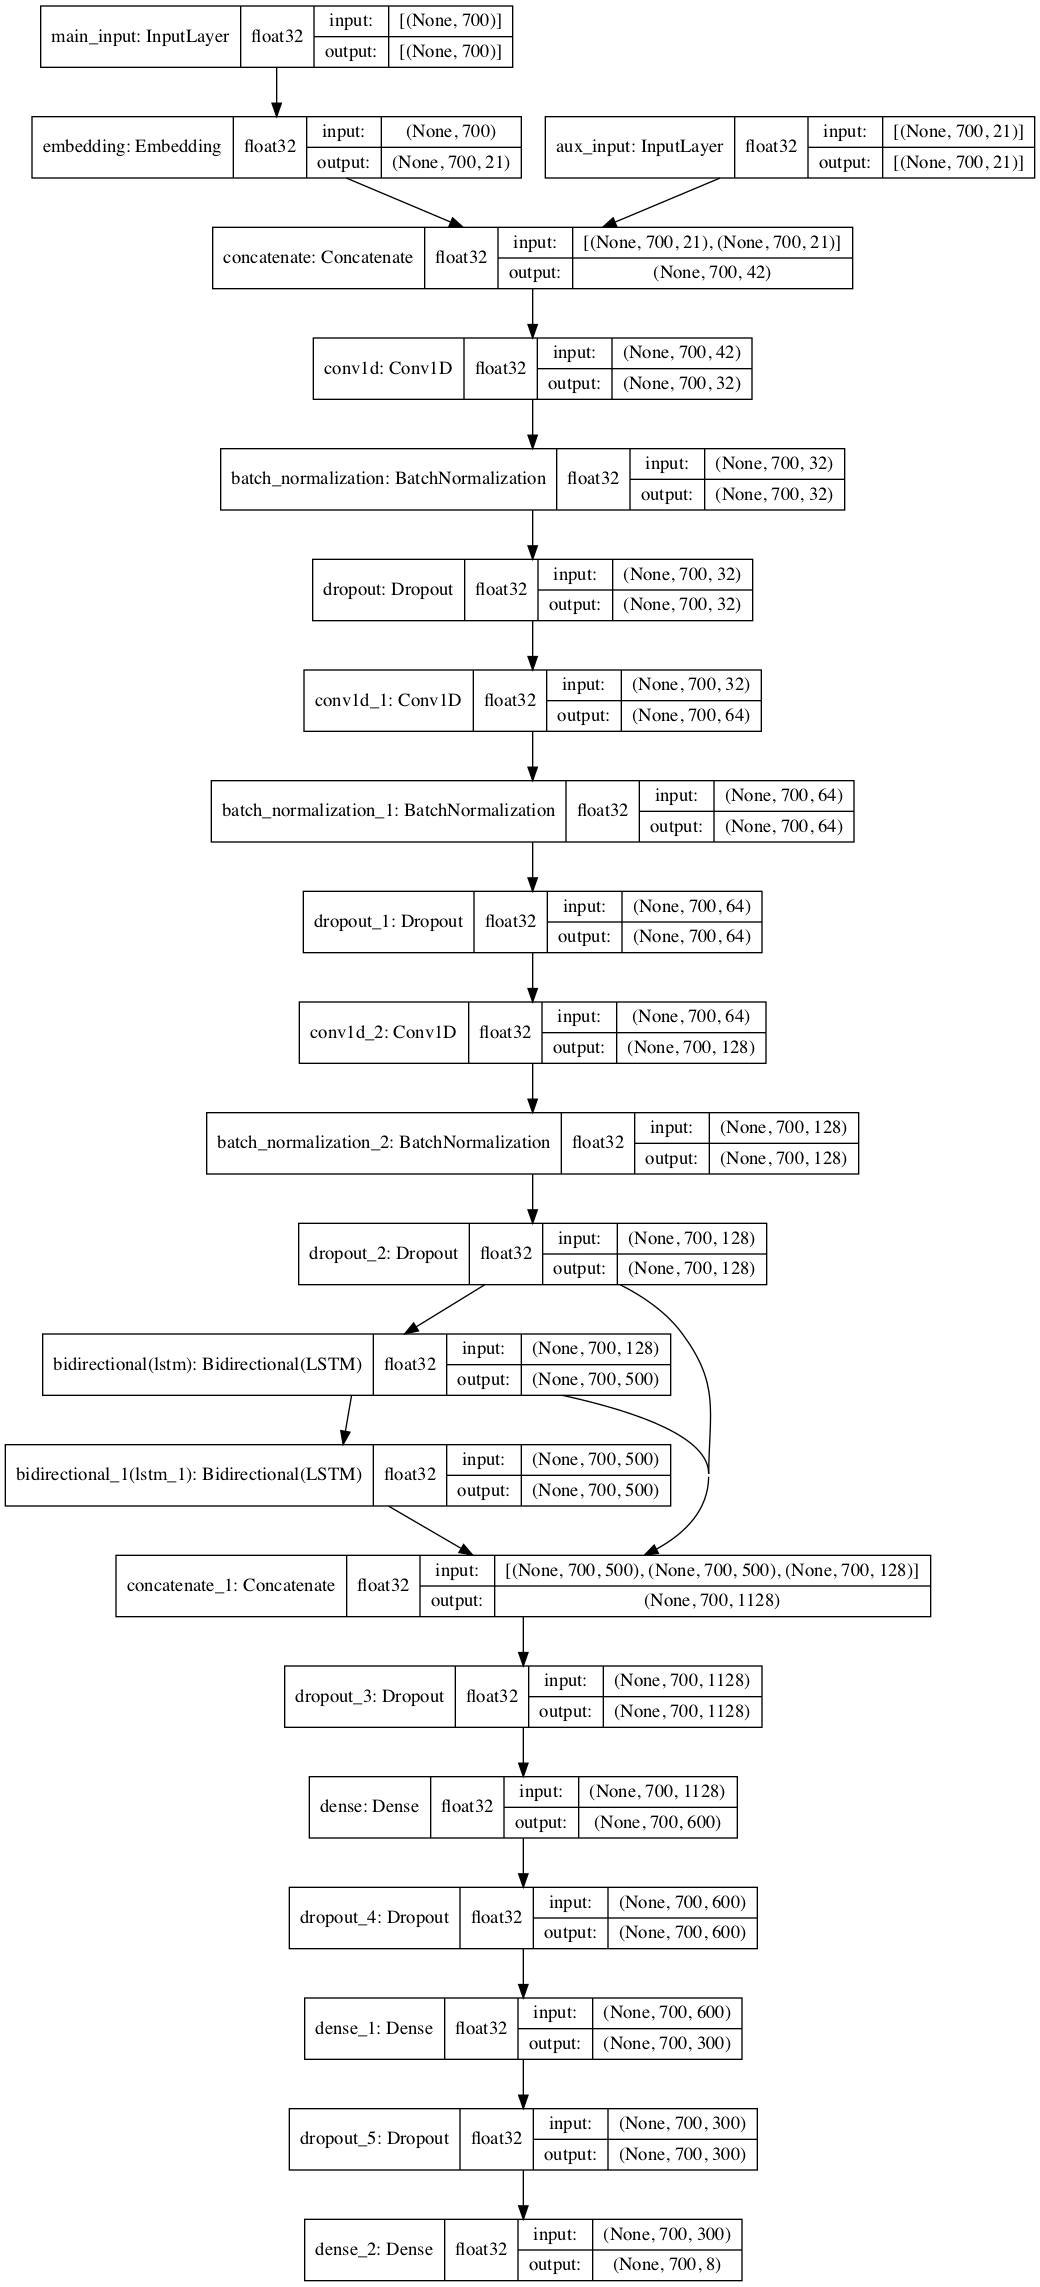 main_input: InputLayer float32 input: [(None, 700)]
output: [(None, 700)]
embedding: Embedding float32 input: (None, 700)
output: (None, 700, 21)
aux_input: InputLayer float32 input: [(None, 700, 21)]
output: [(None, 700, 21)]
concatenate: Concatenate float32 input: [(None, 700, 21), (None, 700, 21)]
output: (None, 700, 42)
conv1d: Conv1D float32 input: (None, 700, 42)
output: (None, 700, 32)
batch_normalization: BatchNormalization float32 input: (None, 700, 32)
output: (None, 700, 32)
dropout: Dropout float32 input: (None, 700, 32)
output: (None, 700, 32)
conv1d_1: Conv1D float32 input: (None, 700, 32)
output: (None, 700, 64)
batch_normalization_1: BatchNormalization float32 input: (None, 700, 64)
output: (None, 700, 64)
dropout_1: Dropout float32 input: (None, 700, 64)
output: (None, 700, 64)
conv1d_2: Conv1D float32 input: (None, 700, 64)
output: (None, 700, 128)
batch_normalization_2: BatchNormalization float32 input: (None, 700, 128)
output: (None, 700, 128)
dropout_2: Dropout float32 input: (None, 700, 128)
output: (None, 700, 128)
bidirectional(lstm): Bidirectional(LSTM) float32 input: (None, 700, 128)
output: (None, 700, 500)
bidirectional_1(lstm_1): Bidirectional(LSTM) float32 input: (None, 700, 500)
output: (None, 700, 500)
concatenate_1: Concatenate float32 input: [(None, 700, 500), (None, 700, 500), (None, 700, 128)]
output: (None, 700, 1128)
dropout_3: Dropout float32 input: (None, 700, 1128)
output: (None, 700, 1128)
dense: Dense float32 input: (None, 700, 1128)
output: (None, 700, 600)
dropout_4: Dropout float32 input: (None, 700, 600)
output: (None, 700, 600)
dense_1: Dense float32 input: (None, 700, 600)
output: (None, 700, 300)
dropout_5: Dropout float32 input: (None, 700, 300)
output: (None, 700, 300)
dense_2: Dense float32 input: (None, 700, 300)
output: (None, 700, 8)